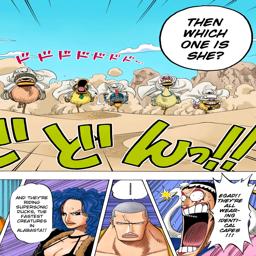 THEN
WHICH
ONE IS
SHE?
ドドドドドドド...
どどんっ!!
AND THEY'RE
RIDING
SUPERSONIC
DUCKS, THE
FASTEST
CREATURES
IN
ALABASTA!!
!
EGAD!!
THEY'RE
ALL
WEAR-
ING
IDENTI-
CAL
CAPES
!!!